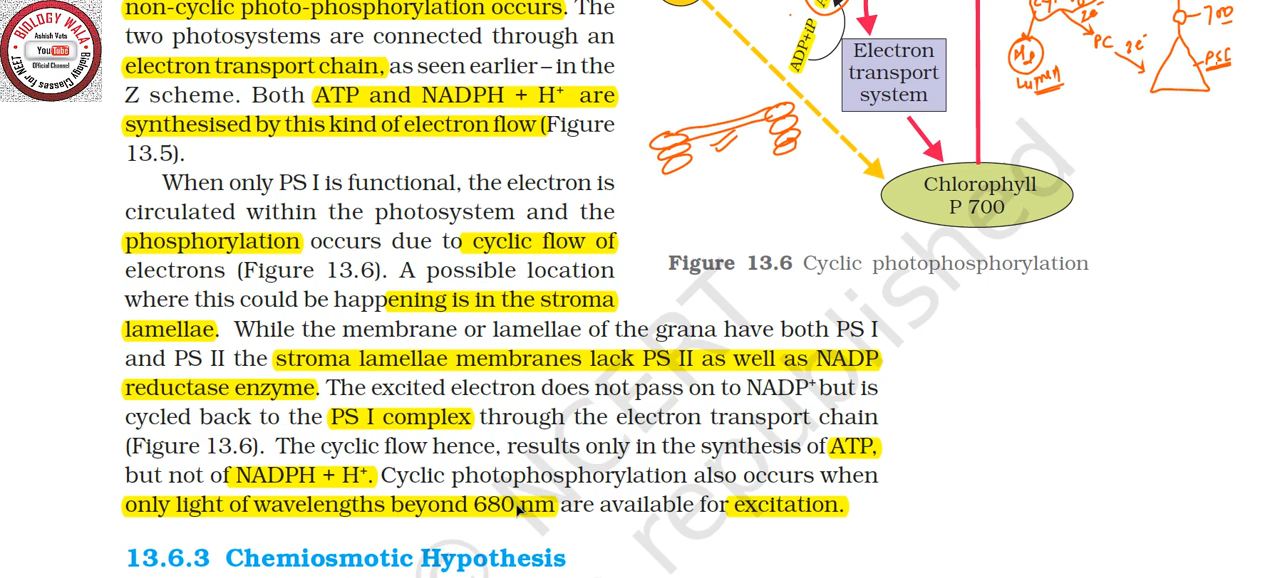 BIOLOGY WALA
Ashish Vats
YouTube
Official Channel
Biology Classes for NEET
non-cyclic photo-phosphorylation occurs. The
two photosystems are connected through an
electron transport chain, as seen earlier – in the
Z scheme. Both ATP and NADPH + H⁺ are
synthesised by this kind of electron flow (Figure
13.5).
When only PS I is functional, the electron is
circulated within the photosystem and the
phosphorylation occurs due to cyclic flow of
electrons (Figure 13.6). A possible location
where this could be happening is in the stroma
lamellae. While the membrane or lamellae of the grana have both PS I
and PS II the stroma lamellae membranes lack PS II as well as NADP
reductase enzyme. The excited electron does not pass on to NADP⁺ but is
cycled back to the PS I complex through the electron transport chain
(Figure 13.6). The cyclic flow hence, results only in the synthesis of ATP,
but not of NADPH + H⁺. Cyclic photophosphorylation also occurs when
only light of wavelengths beyond 680 nm are available for excitation.
13.6.3 Chemiosmotic Hypothesis
ADP+iP
Electron
transport
system
Chlorophyll
P 700
Figure 13.6 Cyclic photophosphorylation
700
PC
2e⁻
PSI
Lumen
© NCERT
republished